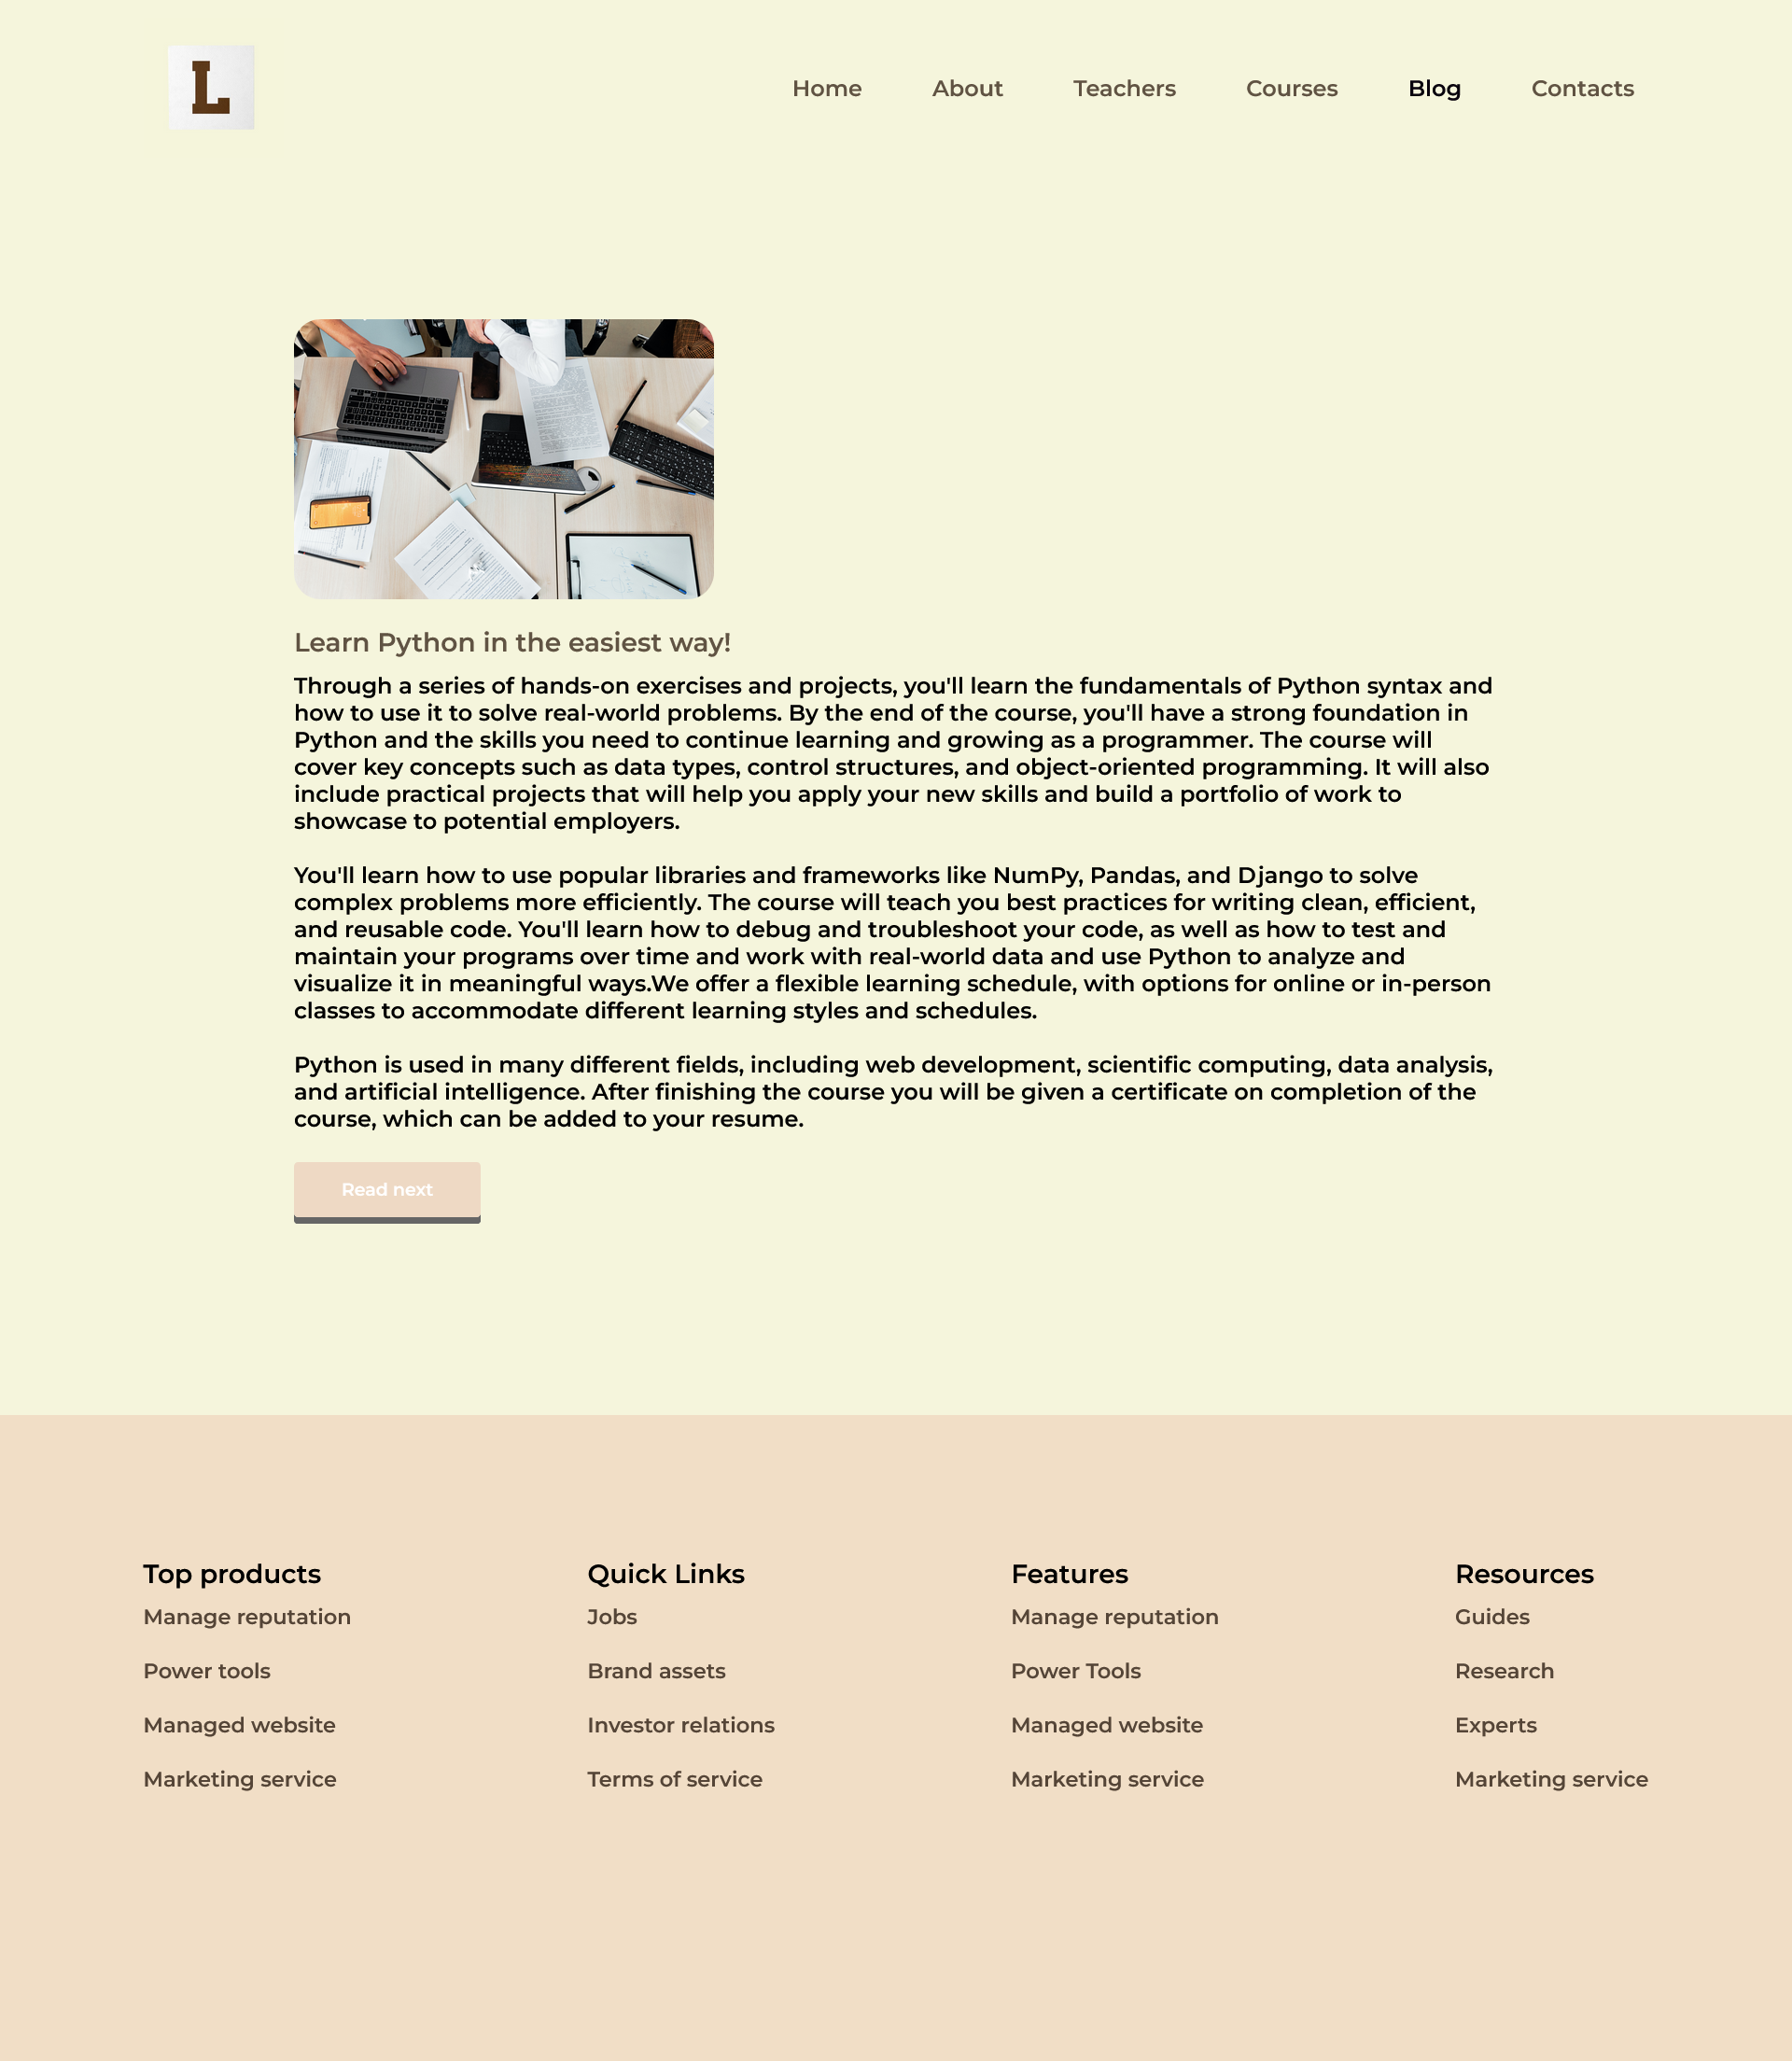 L
Home About Teachers Courses Blog Contacts
Learn Python in the easiest way!
Through a series of hands-on exercises and projects, you'll learn the fundamentals of Python syntax and
how to use it to solve real-world problems. By the end of the course, you'll have a strong foundation in
Python and the skills you need to continue learning and growing as a programmer. The course will
cover key concepts such as data types, control structures, and object-oriented programming. It will also
include practical projects that will help you apply your new skills and build a portfolio of work to
showcase to potential employers.
You'll learn how to use popular libraries and frameworks like NumPy, Pandas, and Django to solve
complex problems more efficiently. The course will teach you best practices for writing clean, efficient,
and reusable code. You'll learn how to debug and troubleshoot your code, as well as how to test and
maintain your programs over time and work with real-world data and use Python to analyze and
visualize it in meaningful ways.We offer a flexible learning schedule, with options for online or in-person
classes to accommodate different learning styles and schedules.
Python is used in many different fields, including web development, scientific computing, data analysis,
and artificial intelligence. After finishing the course you will be given a certificate on completion of the
course, which can be added to your resume.
Read next
Top products
Manage reputation
Power tools
Managed website
Marketing service
Quick Links
Jobs
Brand assets
Investor relations
Terms of service
Features
Manage reputation
Power Tools
Managed website
Marketing service
Resources
Guides
Research
Experts
Marketing service